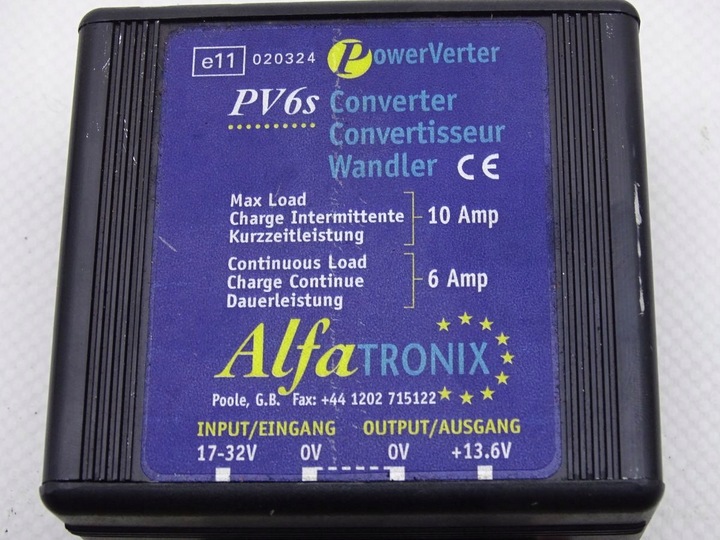 e11 020324 PowerVerter
PV6s Converter
Convertisseur
Wandler CE
Max Load
Charge Intermittente 10 Amp
Kurzzeitleistung
Continuous Load
Charge Continue 6 Amp
Dauerleistung
AlfaTRONIX
Poole, G.B. Fax: +44 1202 715122
INPUT/EINGANG OUTPUT/AUSGANG
17-32V 0V 0V +13.6V